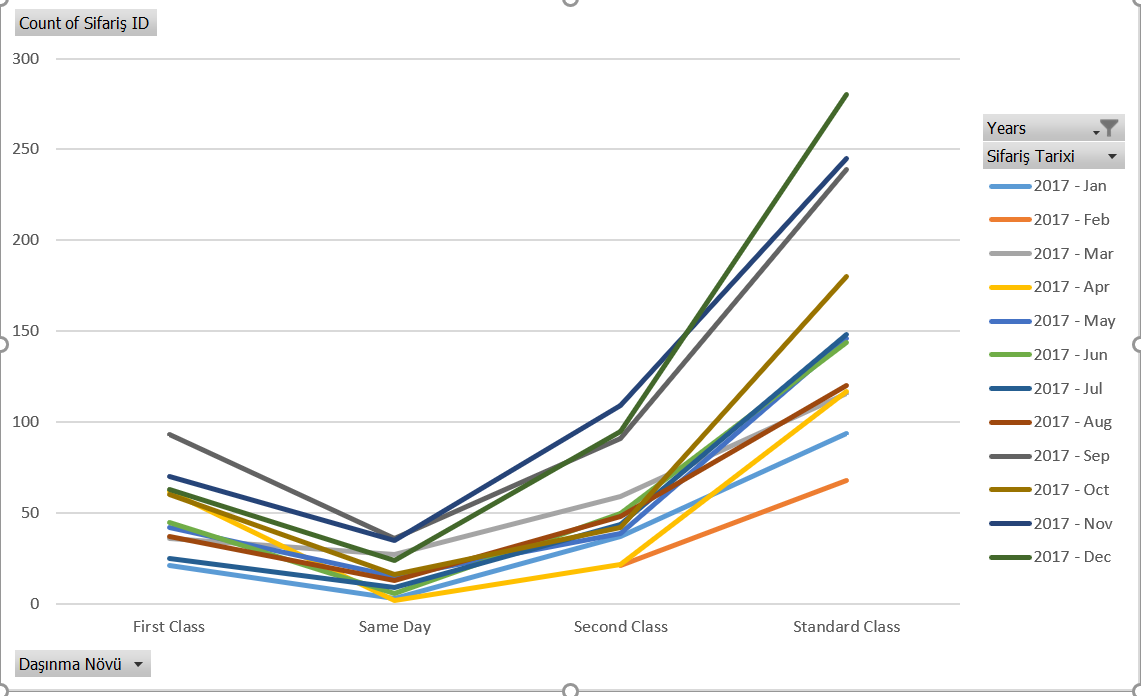 Count of Sifariş ID
300
250
200
150
100
50
0
First Class
Same Day
Second Class
Standard Class
Daşınma Növü
Years
Sifariş Tarixi
2017 - Jan
2017 - Feb
2017 - Mar
2017 - Apr
2017 - May
2017 - Jun
2017 - Jul
2017 - Aug
2017 - Sep
2017 - Oct
2017 - Nov
2017 - Dec